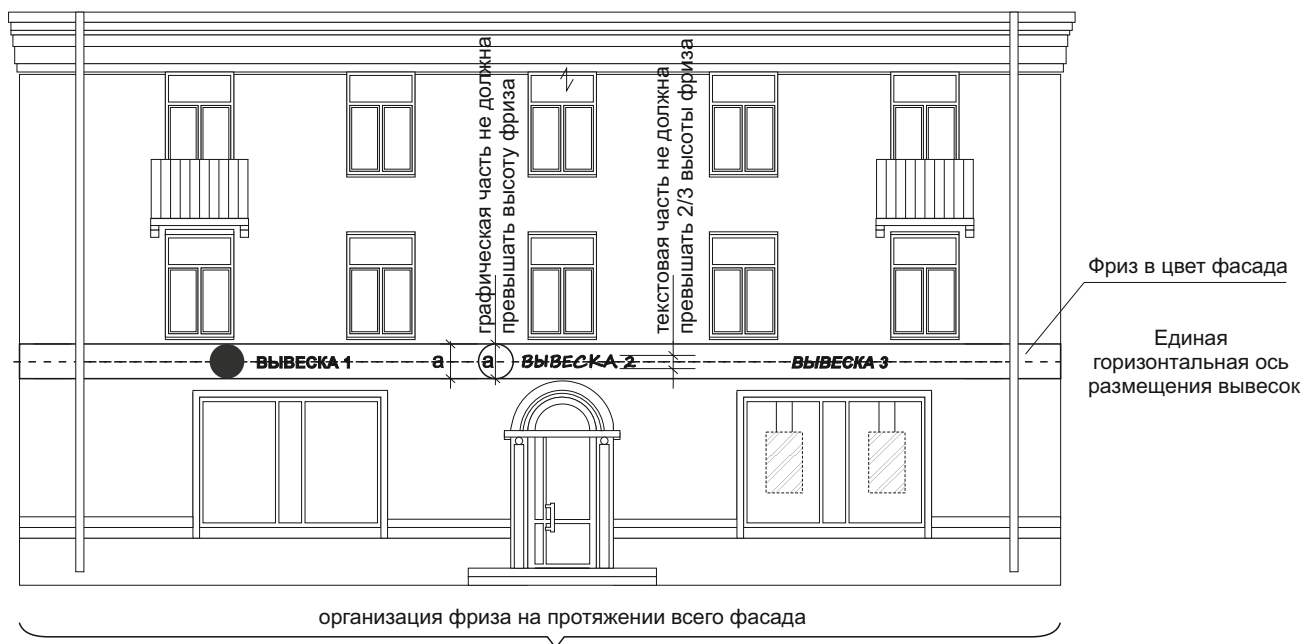 графическая часть не должна
превышать высоту фриза
текстовая часть не должна
превышать 2/3 высоты фриза
Фриз в цвет фасада
Единая
горизонтальная ось
размещения вывесок
ВЫВЕСКА 1
а
а
ВЫВЕСКА 2
ВЫВЕСКА 3
организация фриза на протяжении всего фасада